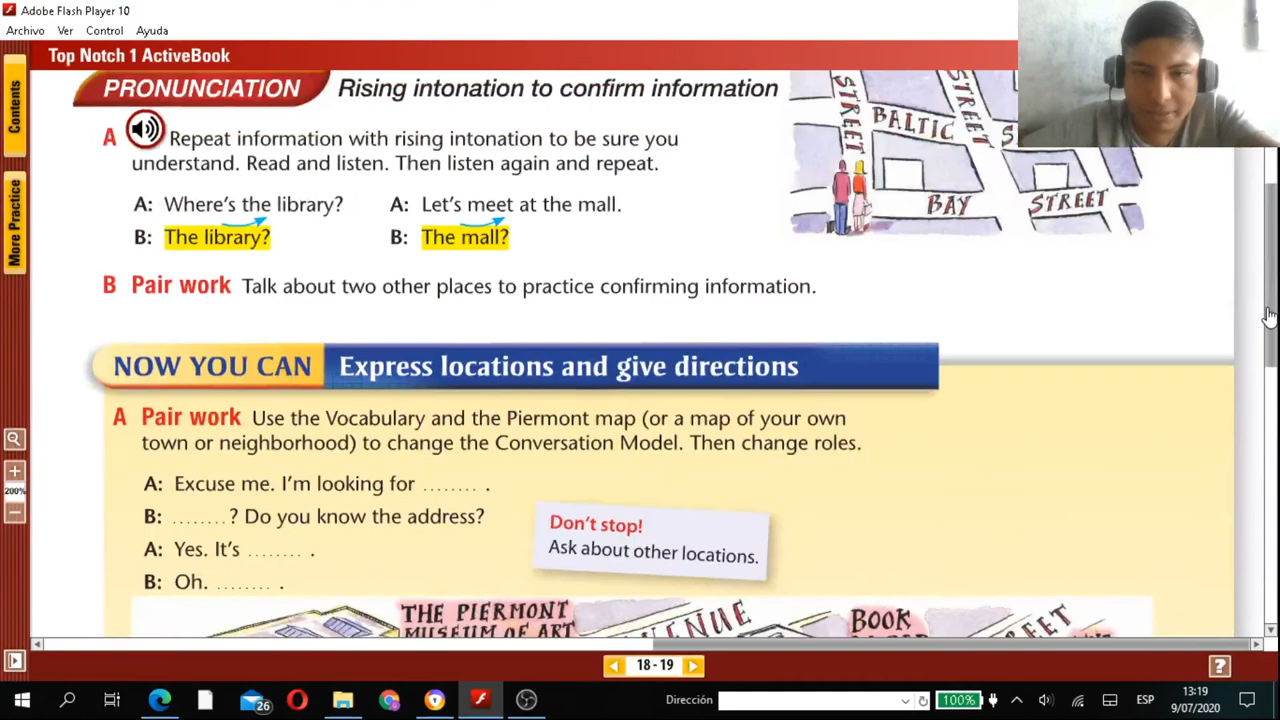 Adobe Flash Player 10
Archivo Ver Control Ayuda
Top Notch 1 ActiveBook
Contents
More Practice
PRONUNCIATION Rising intonation to confirm information
A Repeat information with rising intonation to be sure you
understand. Read and listen. Then listen again and repeat.
A: Where's the library? A: Let's meet at the mall.
B: The library? B: The mall?
STREET
STREET
BALTIC S
BAY STREET
B Pair work Talk about two other places to practice confirming information.
NOW YOU CAN Express locations and give directions
A Pair work Use the Vocabulary and the Piermont map (or a map of your own
town or neighborhood) to change the Conversation Model. Then change roles.
A: Excuse me. I'm looking for ........ .
B: ........ ? Do you know the address?
A: Yes. It's ........ .
B: Oh. ........ .
Don't stop!
Ask about other locations.
THE PIERMONT
MUSEUM OF ART
AVENUE
BOOK
STREET
200%
18 - 19
?
26
Dirección
100%
ESP
13:19
9/07/2020